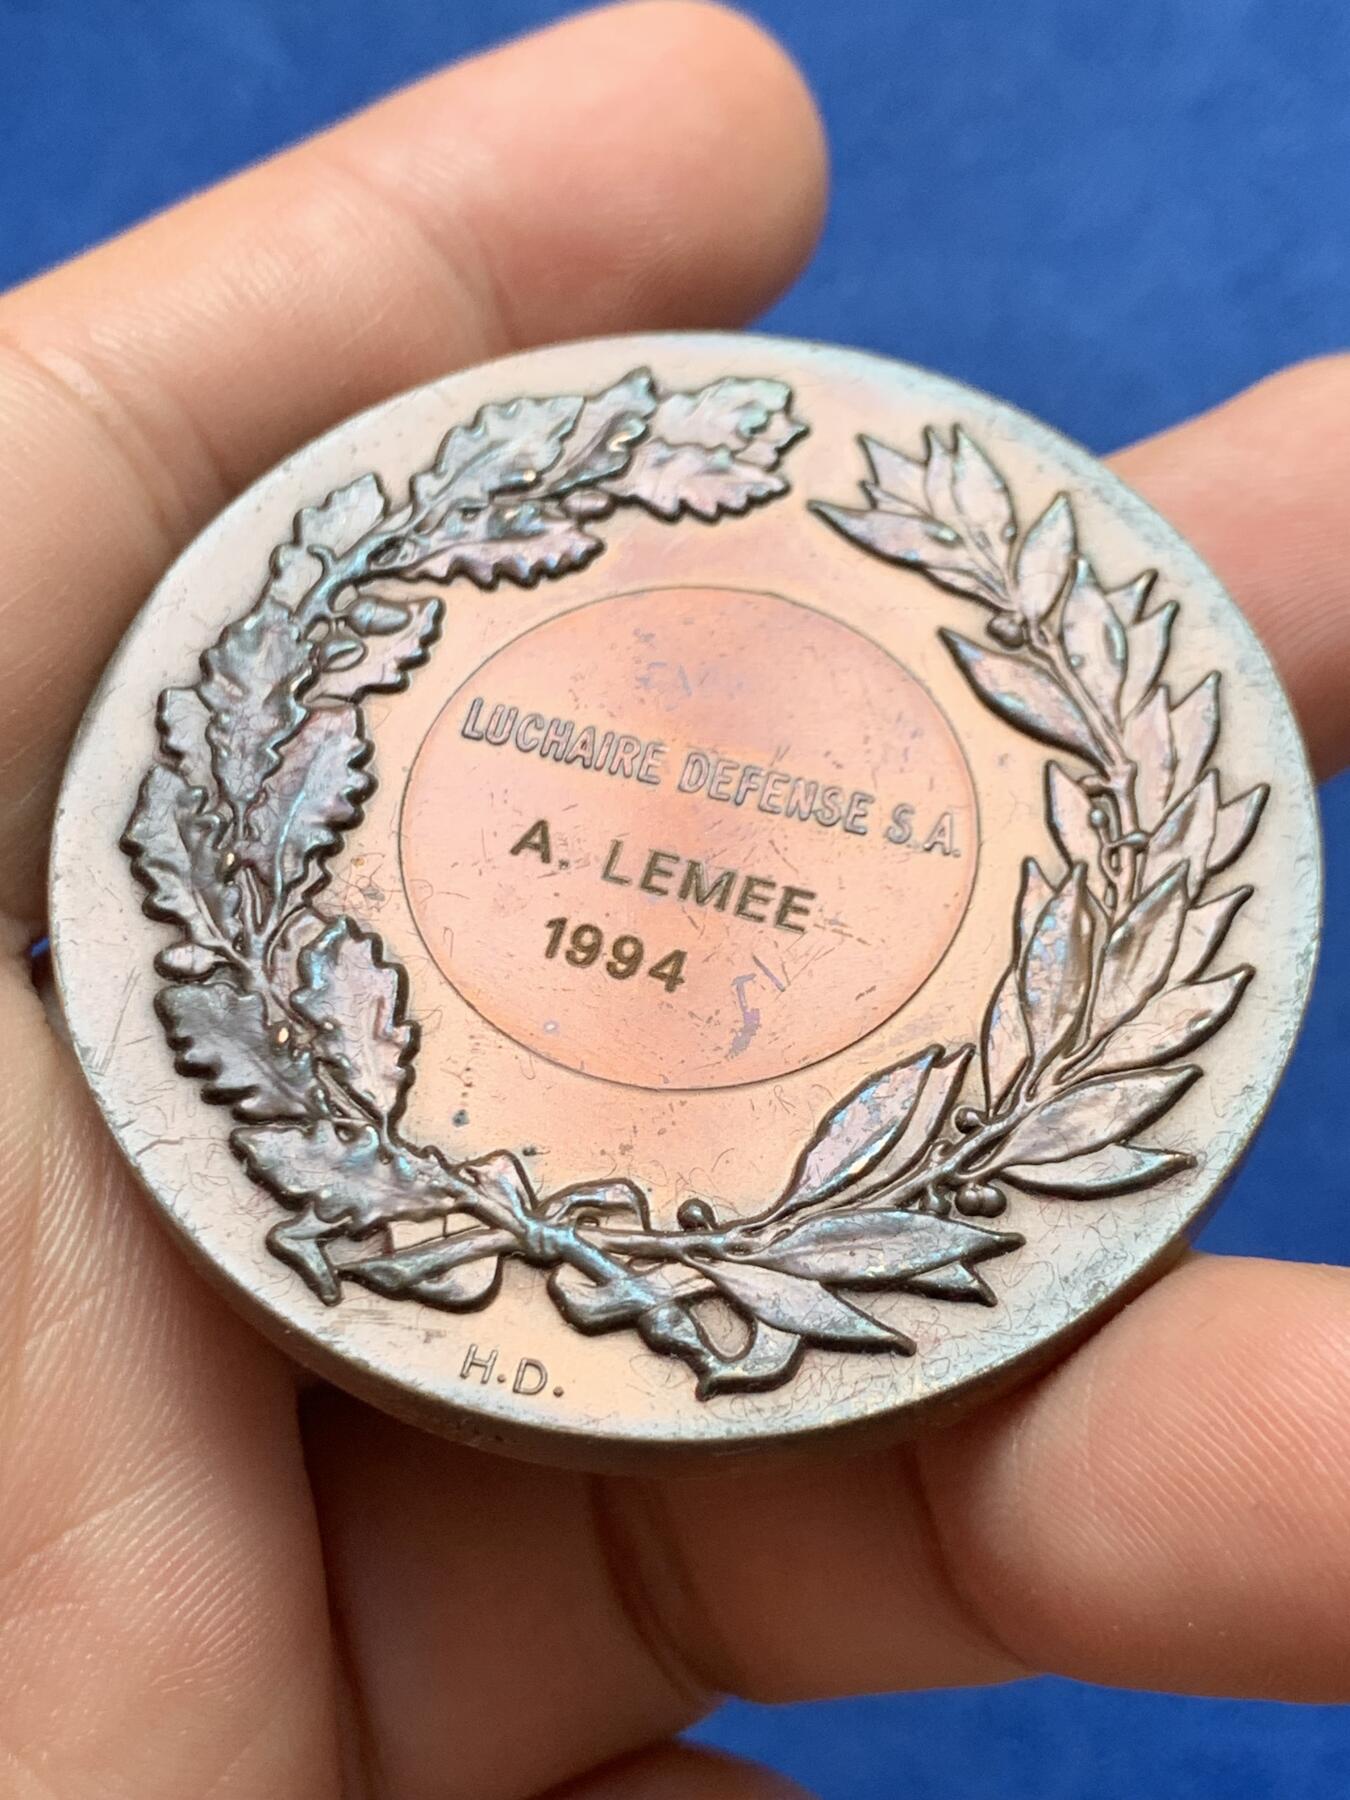 LUCHAIRE DEFENSE S.A.
A. LEMEE
1994
H.D.